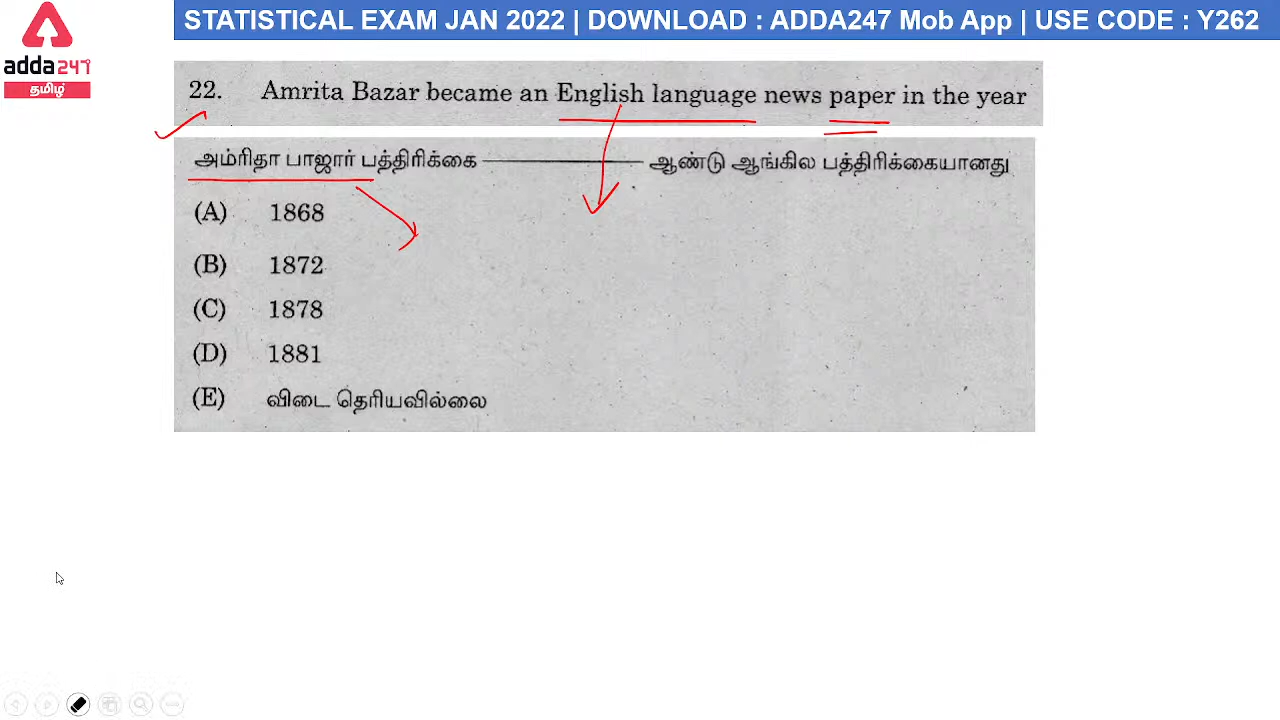 STATISTICAL EXAM JAN 2022 | DOWNLOAD : ADDA247 Mob App | USE CODE : Y262
adda247
தமிழ்
22. Amrita Bazar became an English language news paper in the year
அம்ரிதா பாஜார் பத்திரிக்கை ———————— ஆண்டு ஆங்கில பத்திரிக்கையானது
(A) 1868
(B) 1872
(C) 1878
(D) 1881
(E) விடை தெரியவில்லை